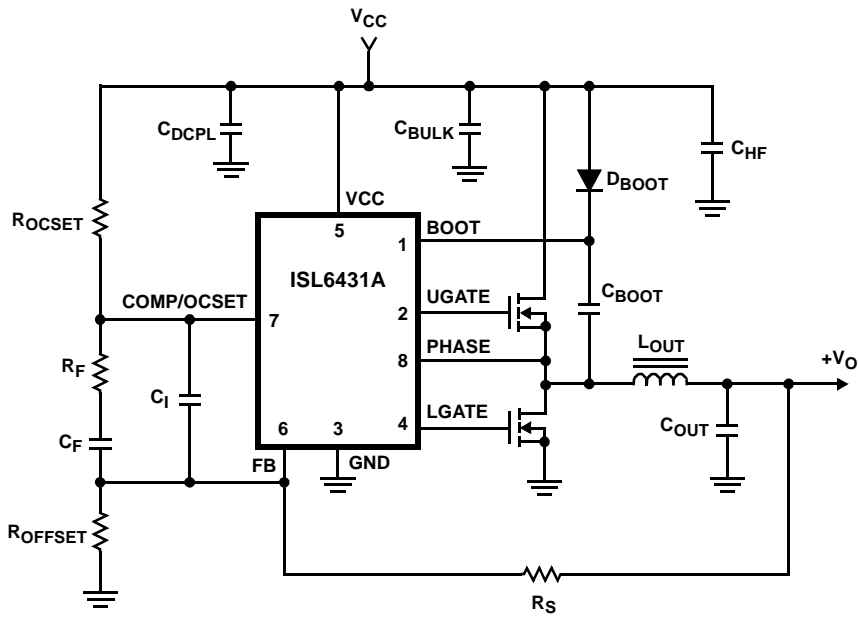 VCC
CDCPL
CBULK
CHF
DBOOT
ROCSET
VCC
5
BOOT
1
ISL6431A
CBOOT
COMP/OCSET
7
UGATE
2
PHASE
8
LOUT
+VO
RF
CI
LGATE
4
COUT
CF
6
3
FB
GND
ROFFSET
RS